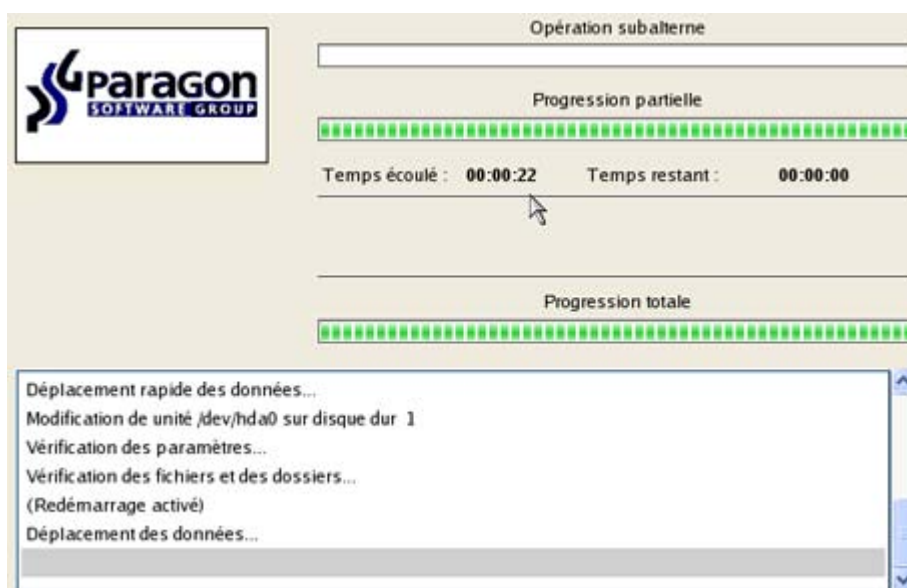 Paragon
SOFTWARE GROUP
Opération subalterne
Progression partielle
Temps écoulé : 00:00:22 Temps restant : 00:00:00
Progression totale
Déplacement rapide des données...
Modification de unité /dev/hda0 sur disque dur 1
Vérification des paramètres...
Vérification des fichiers et des dossiers...
(Redémarrage activé)
Déplacement des données...